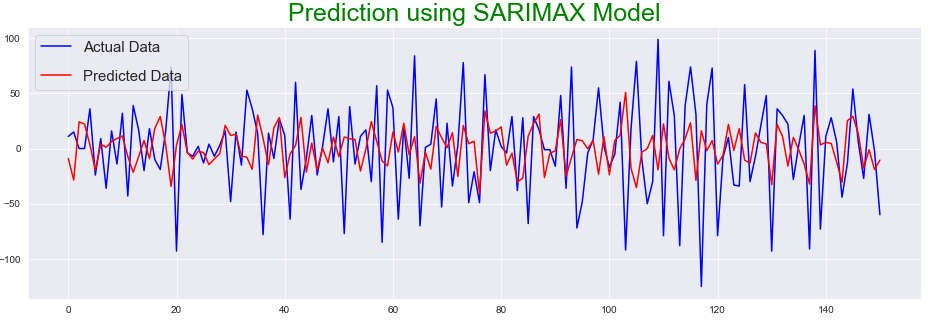 Prediction using SARIMAX Model
Actual Data
Predicted Data
100
50
0
−50
−100
0 20 40 60 80 100 120 140